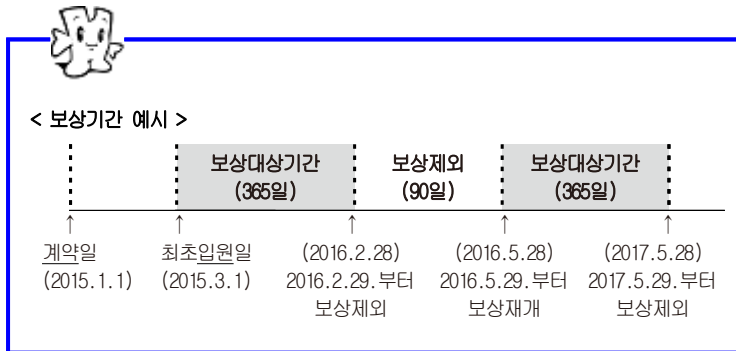 < 보상기간 예시 >
보상대상기간 보상제외 보상대상기간
(365일) (90일) (365일)
↑ ↑ ↑ ↑ ↑
계약일 최초입원일 (2016.2.28) (2016.5.28) (2017.5.28)
(2015.1.1) (2015.3.1) 2016.2.29.부터 2016.5.29.부터 2017.5.29.부터
보상제외 보상재개 보상제외